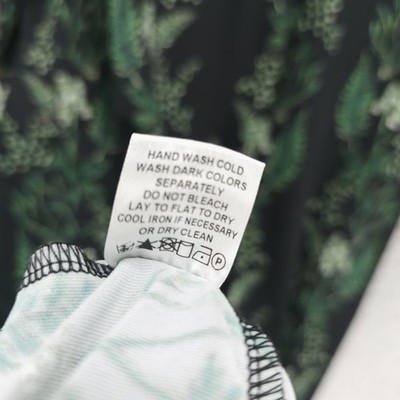 HAND WASH COLD
WASH DARK COLORS
SEPARATELY
DO NOT BLEACH
LAY TO FLAT TO DRY
COOL IRON IF NECESSARY
OR DRY CLEAN
P